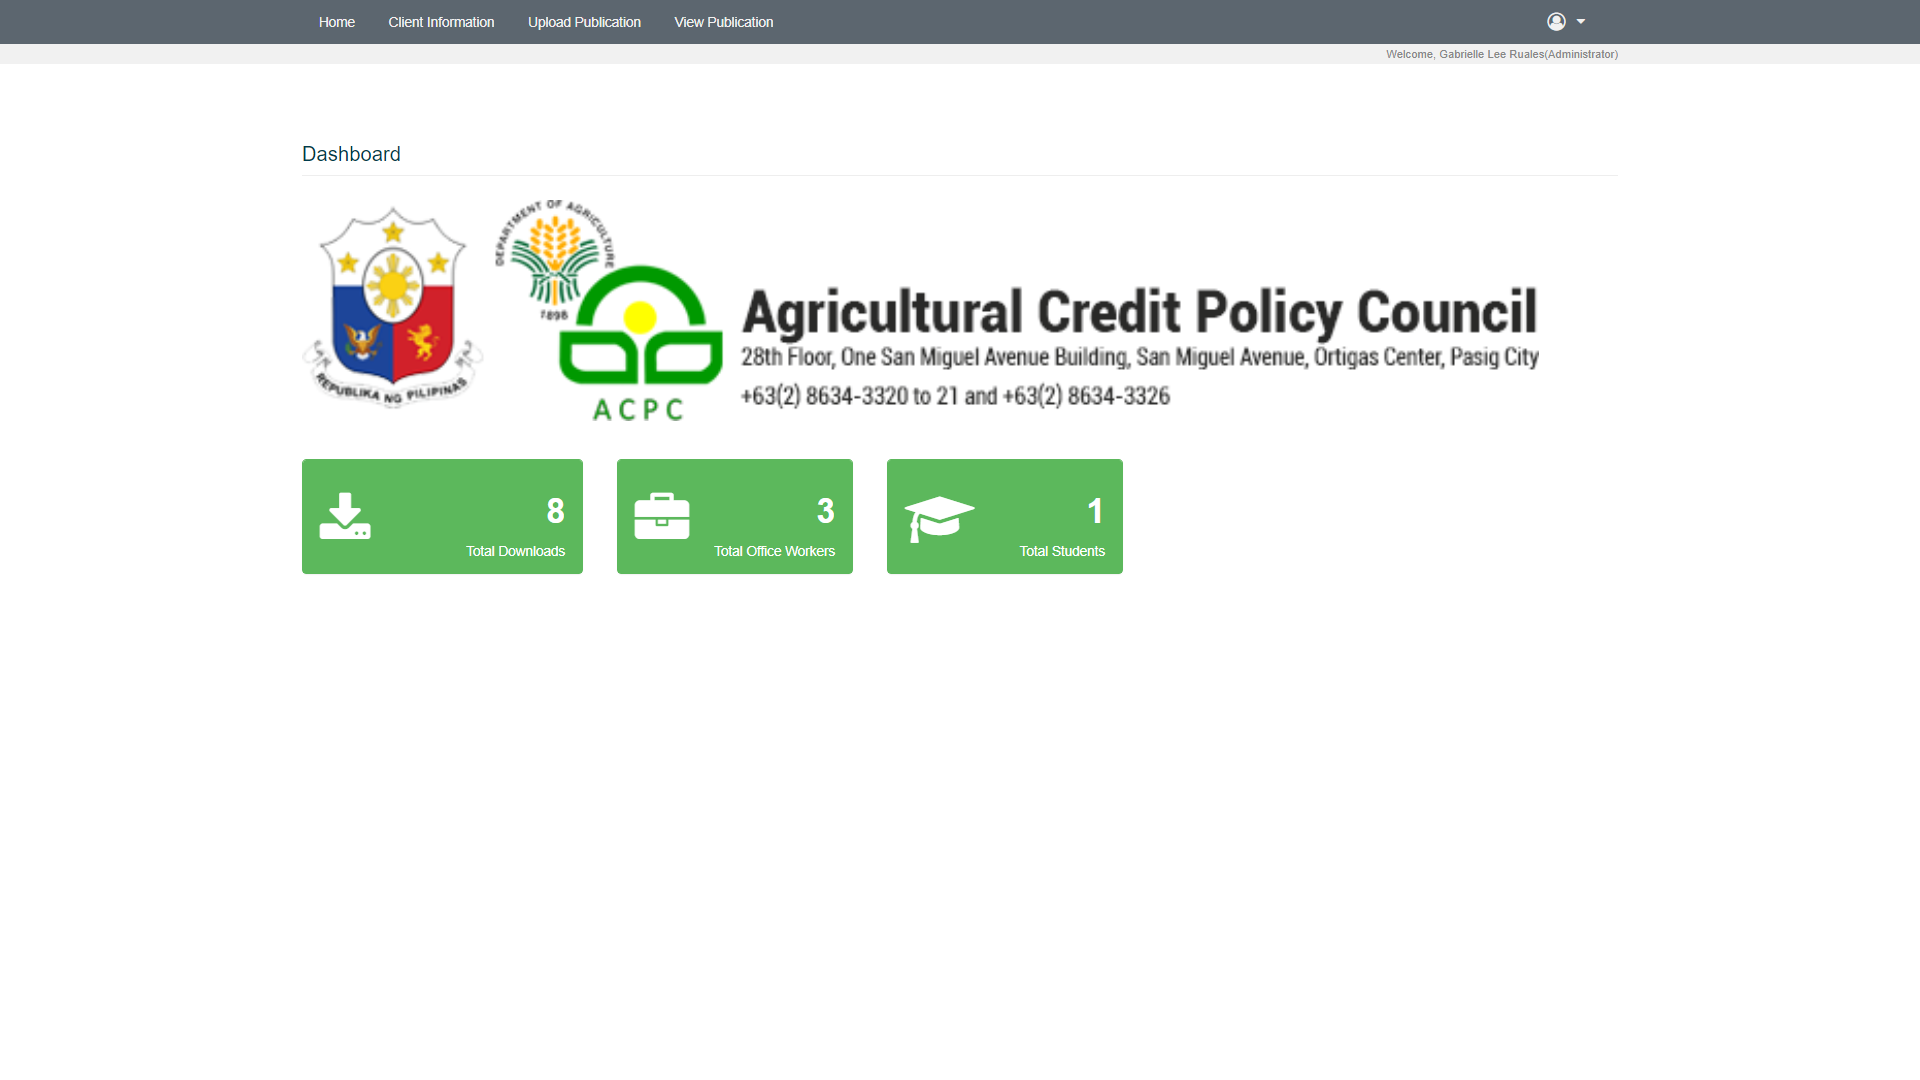 Home
Client Information
Upload Publication
View Publication
Welcome, Gabrielle Lee Ruales(Administrator)
Dashboard
REPUBLIKA NG PILIPINAS
DEPARTMENT OF AGRICULTURE
1898
ACPC
Agricultural Credit Policy Council
28th Floor, One San Miguel Avenue Building, San Miguel Avenue, Ortigas Center, Pasig City
+63(2) 8634-3320 to 21 and +63(2) 8634-3326
8
Total Downloads
3
Total Office Workers
1
Total Students